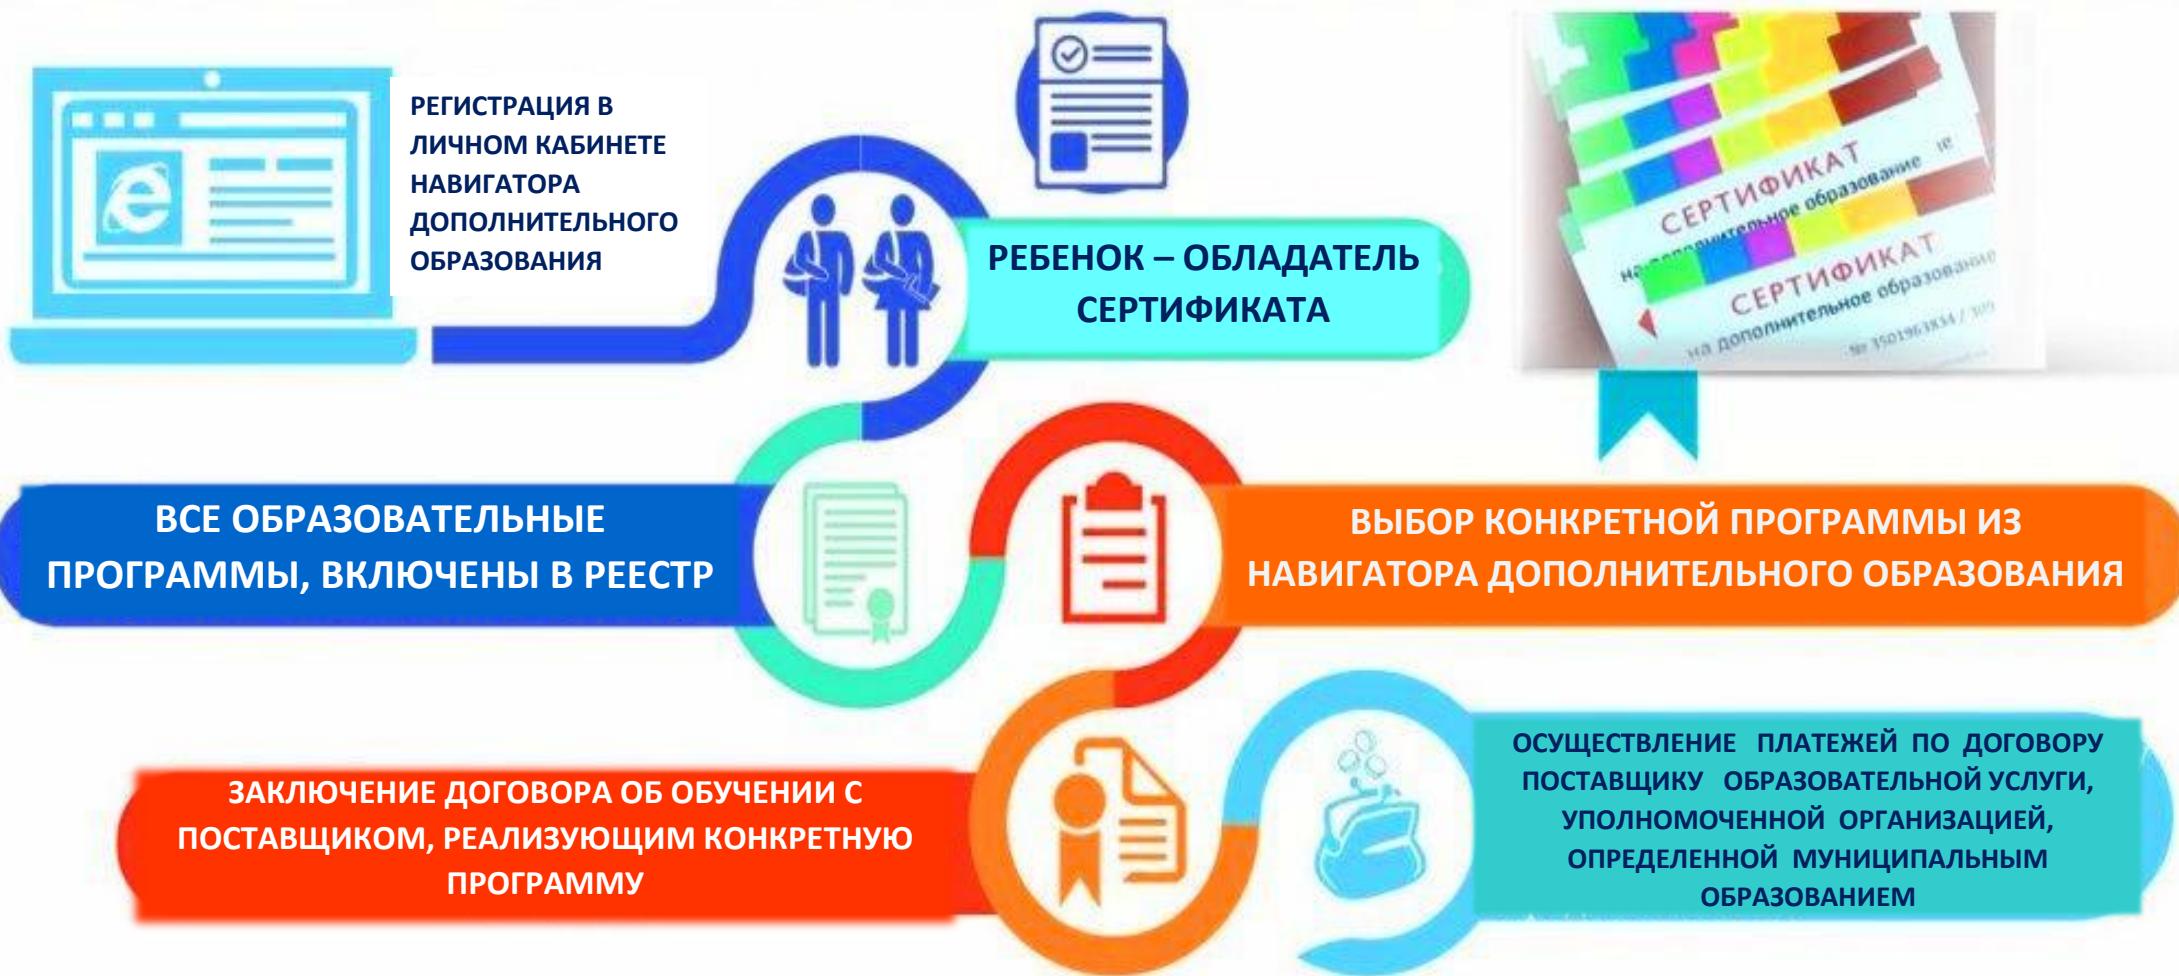 РЕГИСТРАЦИЯ В
ЛИЧНОМ КАБИНЕТЕ
НАВИГАТОРА
ДОПОЛНИТЕЛЬНОГО
ОБРАЗОВАНИЯ
РЕБЕНОК – ОБЛАДАТЕЛЬ
СЕРТИФИКАТА
СЕРТИФИКАТ
дополнительное образование
СЕРТИФИКАТ
на дополнительное образование
ВСЕ ОБРАЗОВАТЕЛЬНЫЕ
ПРОГРАММЫ, ВКЛЮЧЕНЫ В РЕЕСТР
ВЫБОР КОНКРЕТНОЙ ПРОГРАММЫ ИЗ
НАВИГАТОРА ДОПОЛНИТЕЛЬНОГО ОБРАЗОВАНИЯ
ЗАКЛЮЧЕНИЕ ДОГОВОРА ОБ ОБУЧЕНИИ С
ПОСТАВЩИКОМ, РЕАЛИЗУЮЩИМ КОНКРЕТНУЮ
ПРОГРАММУ
ОСУЩЕСТВЛЕНИЕ ПЛАТЕЖЕЙ ПО ДОГОВОРУ
ПОСТАВЩИКУ ОБРАЗОВАТЕЛЬНОЙ УСЛУГИ,
УПОЛНОМОЧЕННОЙ ОРГАНИЗАЦИЕЙ,
ОПРЕДЕЛЕННОЙ МУНИЦИПАЛЬНЫМ
ОБРАЗОВАНИЕМ